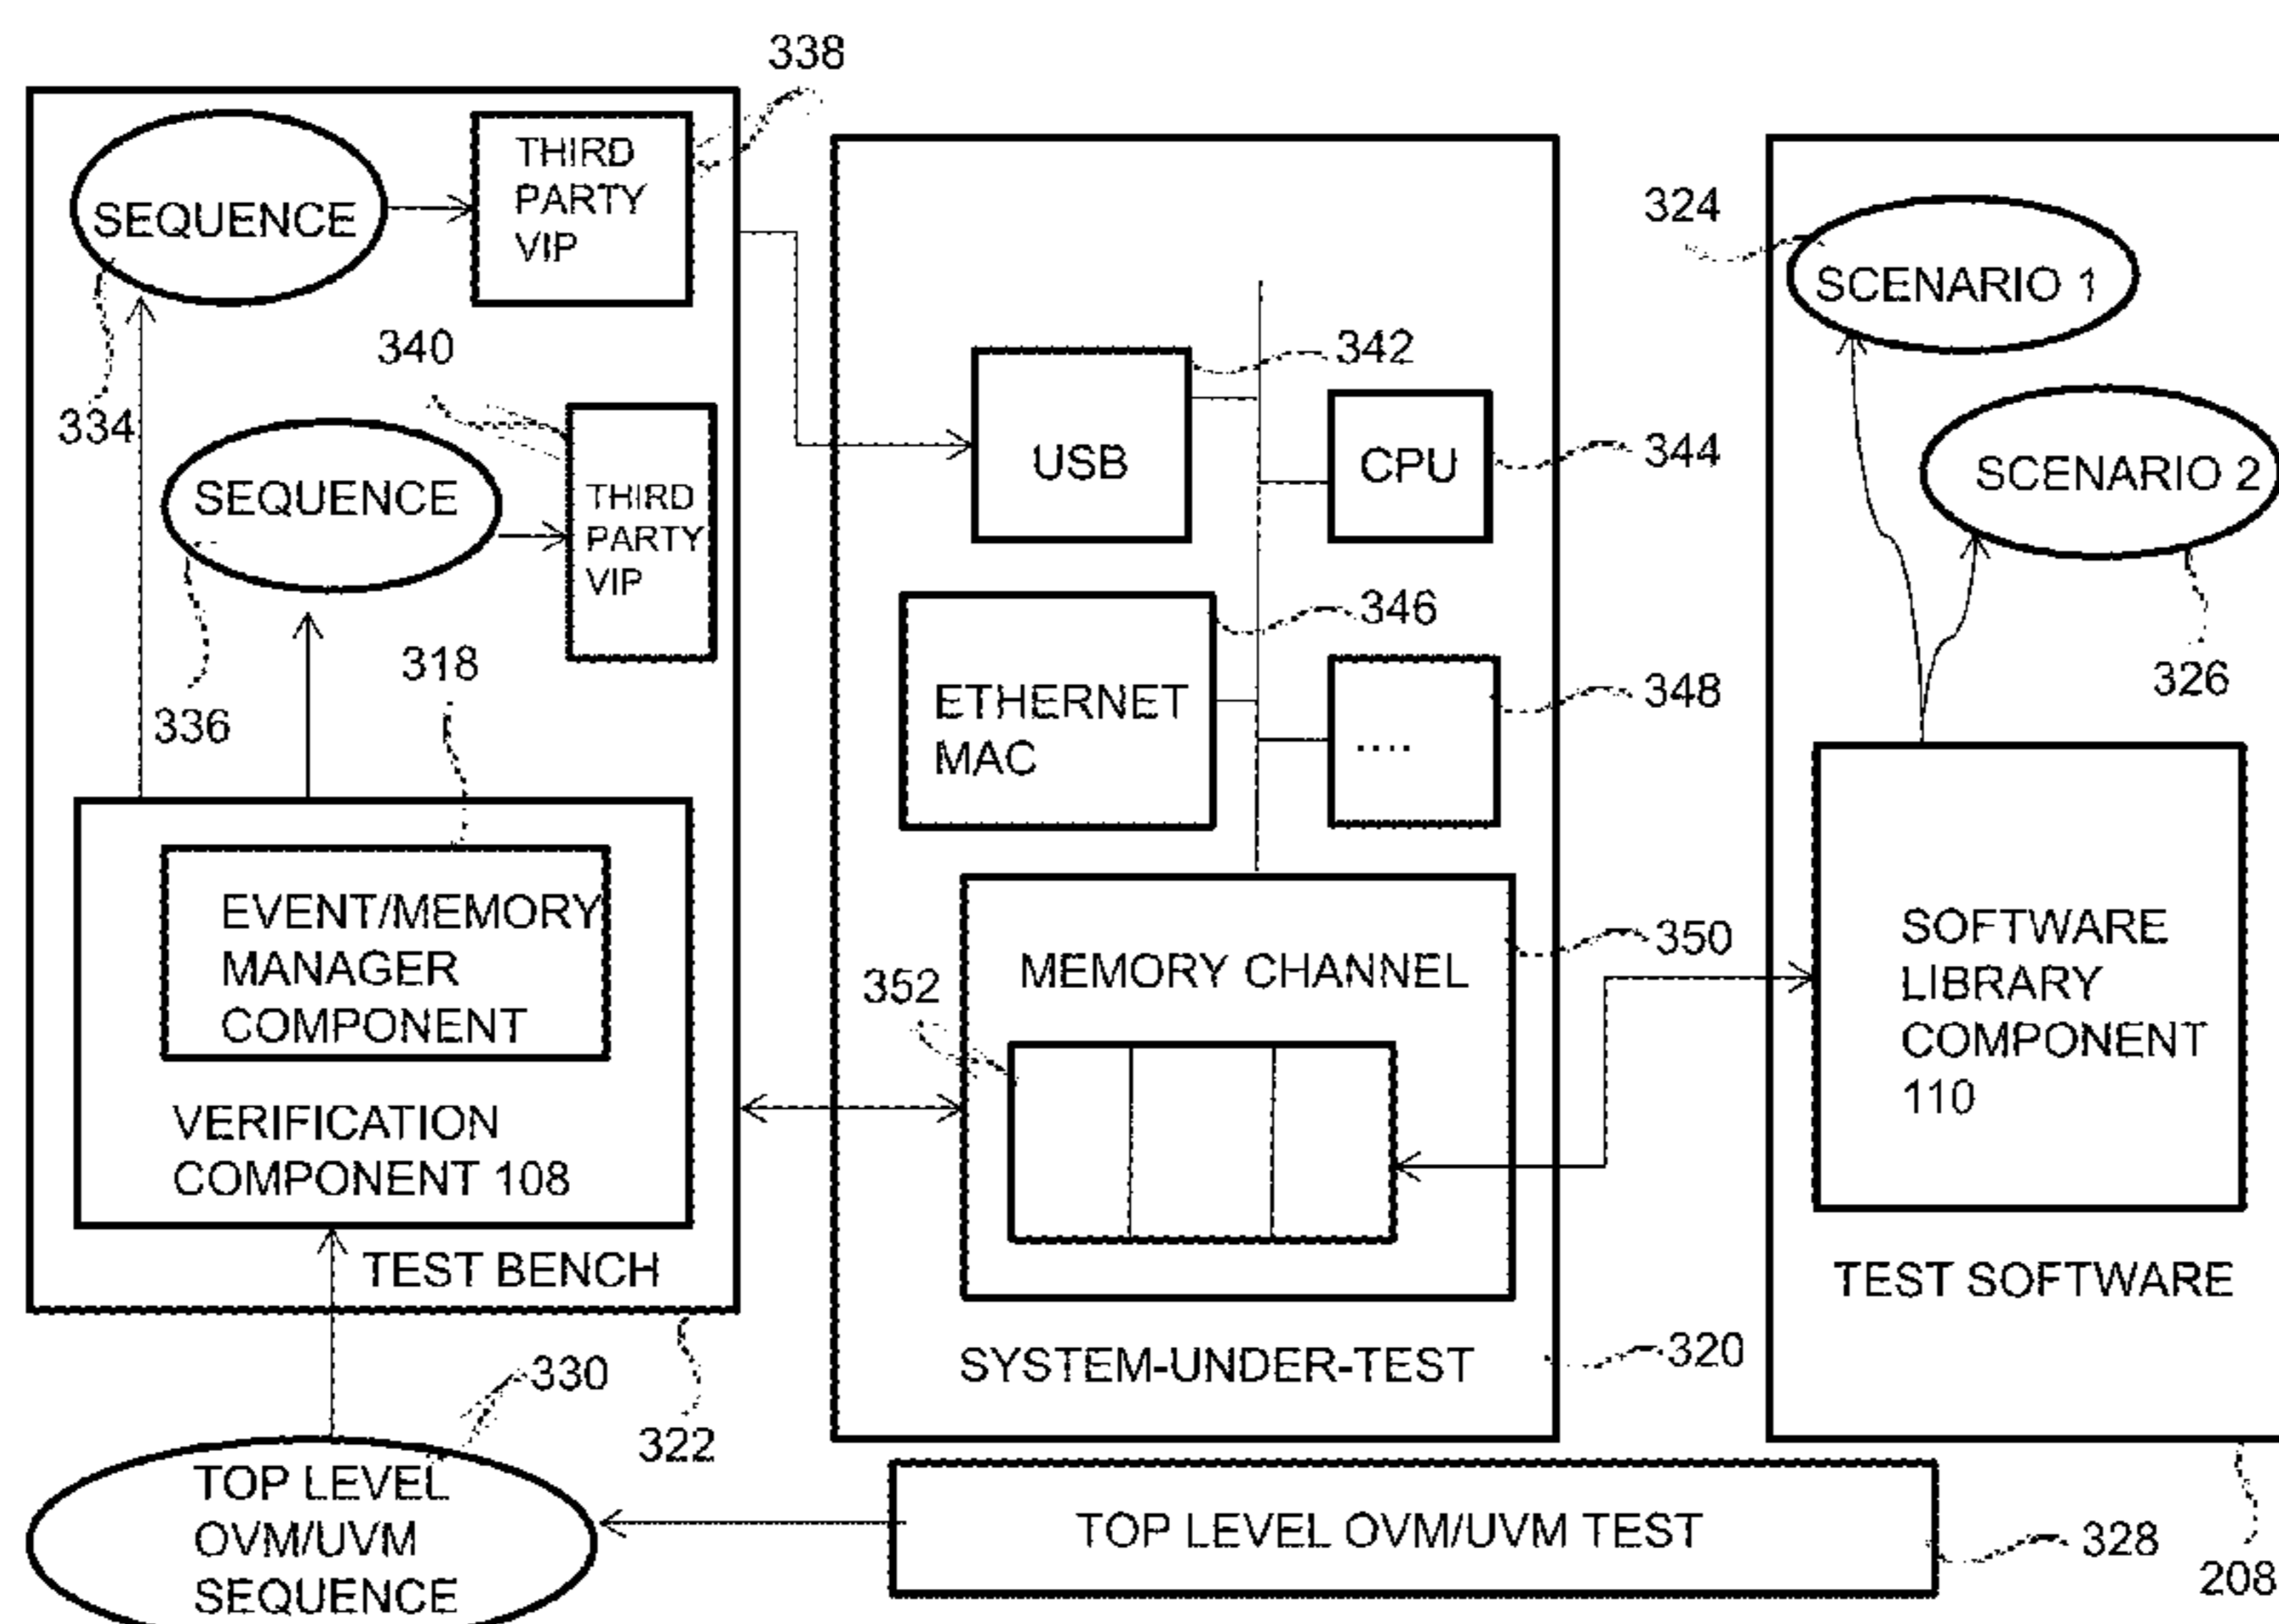 338
THIRD
PARTY
VIP
SEQUENCE
334
340
SEQUENCE
THIRD
PARTY
VIP
336
318
EVENT/MEMORY
MANAGER
COMPONENT
VERIFICATION
COMPONENT 108
TEST BENCH
322
330
TOP LEVEL
OVM/UVM
SEQUENCE
342
USB
CPU
344
346
ETHERNET
MAC
....
348
MEMORY CHANNEL
350
352
SYSTEM-UNDER-TEST
320
TOP LEVEL OVM/UVM TEST
328
324
SCENARIO 1
SCENARIO 2
326
SOFTWARE
LIBRARY
COMPONENT
110
TEST SOFTWARE
208